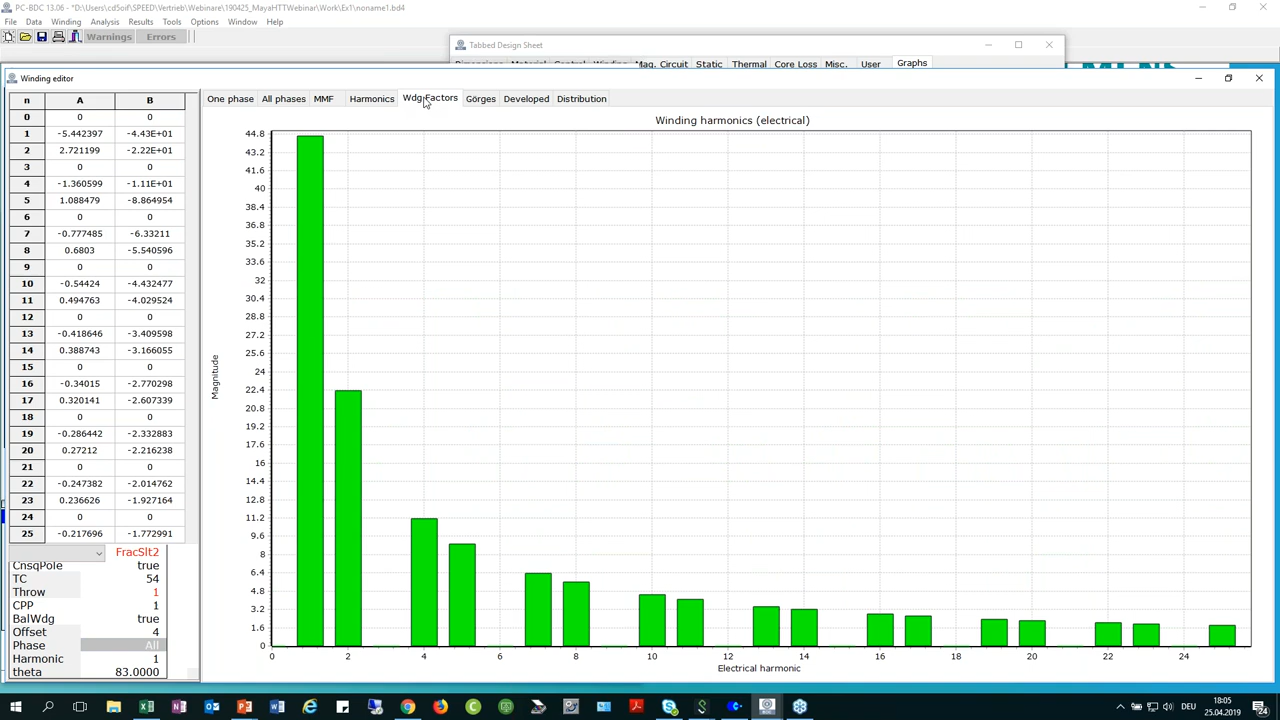 PC-BDC 13.06 - *D:\Users\cdSoif\SPEED\Vertrieb\Webinare\190425_MayaHTTWebinar\Work\Ex1\noname1.bd4
File Data Winding Analysis Results Tools Options Window Help
Warnings Errors
Tabbed Design Sheet
Dimensions Material Control Winding Mag. Circuit Static Thermal Core Loss Misc. User Graphs
Winding editor
One phase All phases MMF Harmonics Wdg Factors Görges Developed Distribution
n A B
0 0 0
1 -5.442397 -4.43E+01
2 2.721199 -2.22E+01
3 0 0
4 -1.360599 -1.11E+01
5 1.088479 -8.864954
6 0 0
7 -0.777485 -6.33211
8 0.6803 -5.540596
9 0 0
10 -0.54424 -4.432477
11 0.494763 -4.029524
12 0 0
13 -0.418646 -3.409598
14 0.388743 -3.166055
15 0 0
16 -0.34015 -2.770298
17 0.320141 -2.607339
18 0 0
19 -0.286442 -2.332883
20 0.27212 -2.216238
21 0 0
22 -0.247382 -2.014762
23 0.236626 -1.927164
24 0 0
25 -0.217696 -1.772991
FracSlt2
CnsqPole true
TC 54
Throw 1
CPP 1
BalWdg true
Offset 4
Phase All
Harmonic 1
theta 83.0000
Winding harmonics (electrical)
Magnitude
44.8
43.2
41.6
40
38.4
36.8
35.2
33.6
32
30.4
28.8
27.2
25.6
24
22.4
20.8
19.2
17.6
16
14.4
12.8
11.2
9.6
8
6.4
4.8
3.2
1.6
0
0 2 4 6 8 10 12 14 16 18 20 22 24
Electrical harmonic
DEU
18:05
25.04.2019
24